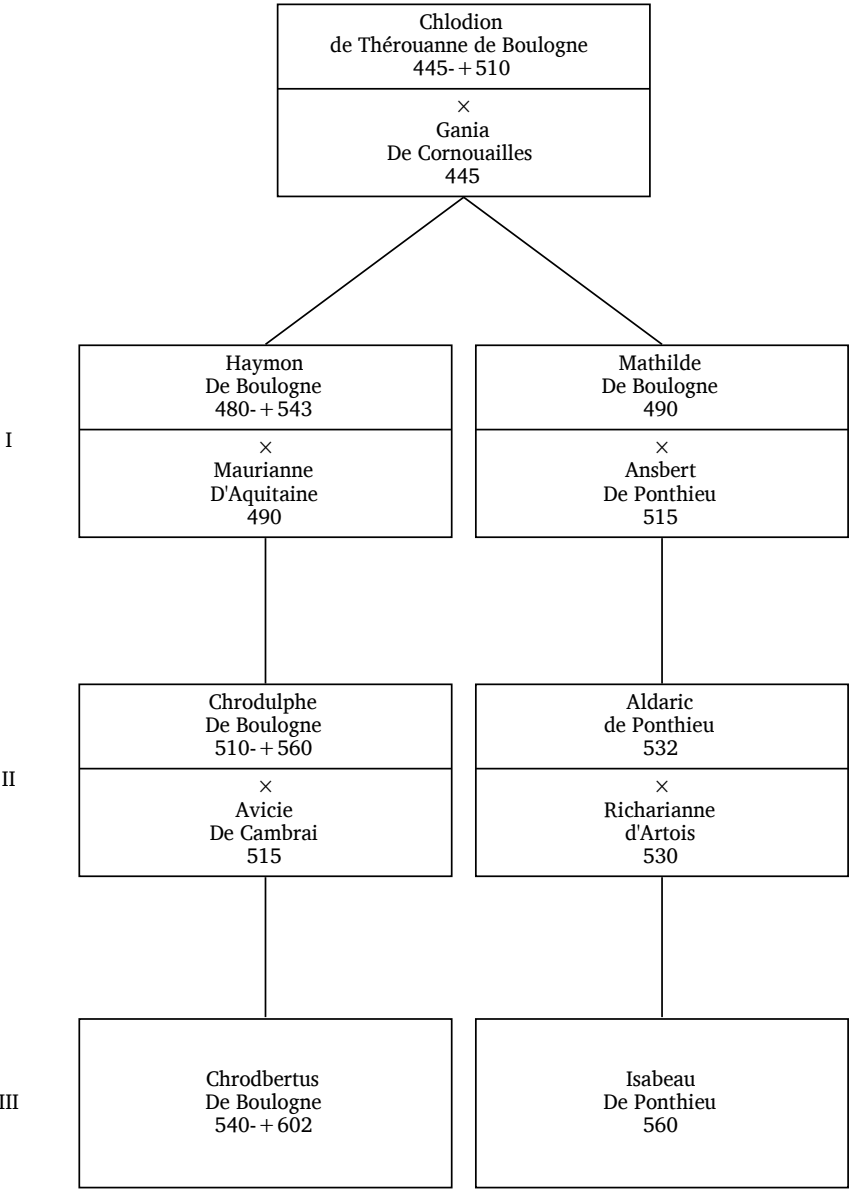 Chlodion
de Thérouanne de Boulogne
445-+510
×
Gania
De Cornouailles
445
I
Haymon
De Boulogne
480-+543
×
Maurianne
D'Aquitaine
490
Mathilde
De Boulogne
490
×
Ansbert
De Ponthieu
515
II
Chrodulphe
De Boulogne
510-+560
×
Avicie
De Cambrai
515
Aldaric
de Ponthieu
532
×
Richarianne
d'Artois
530
III
Chrodbertus
De Boulogne
540-+602
Isabeau
De Ponthieu
560